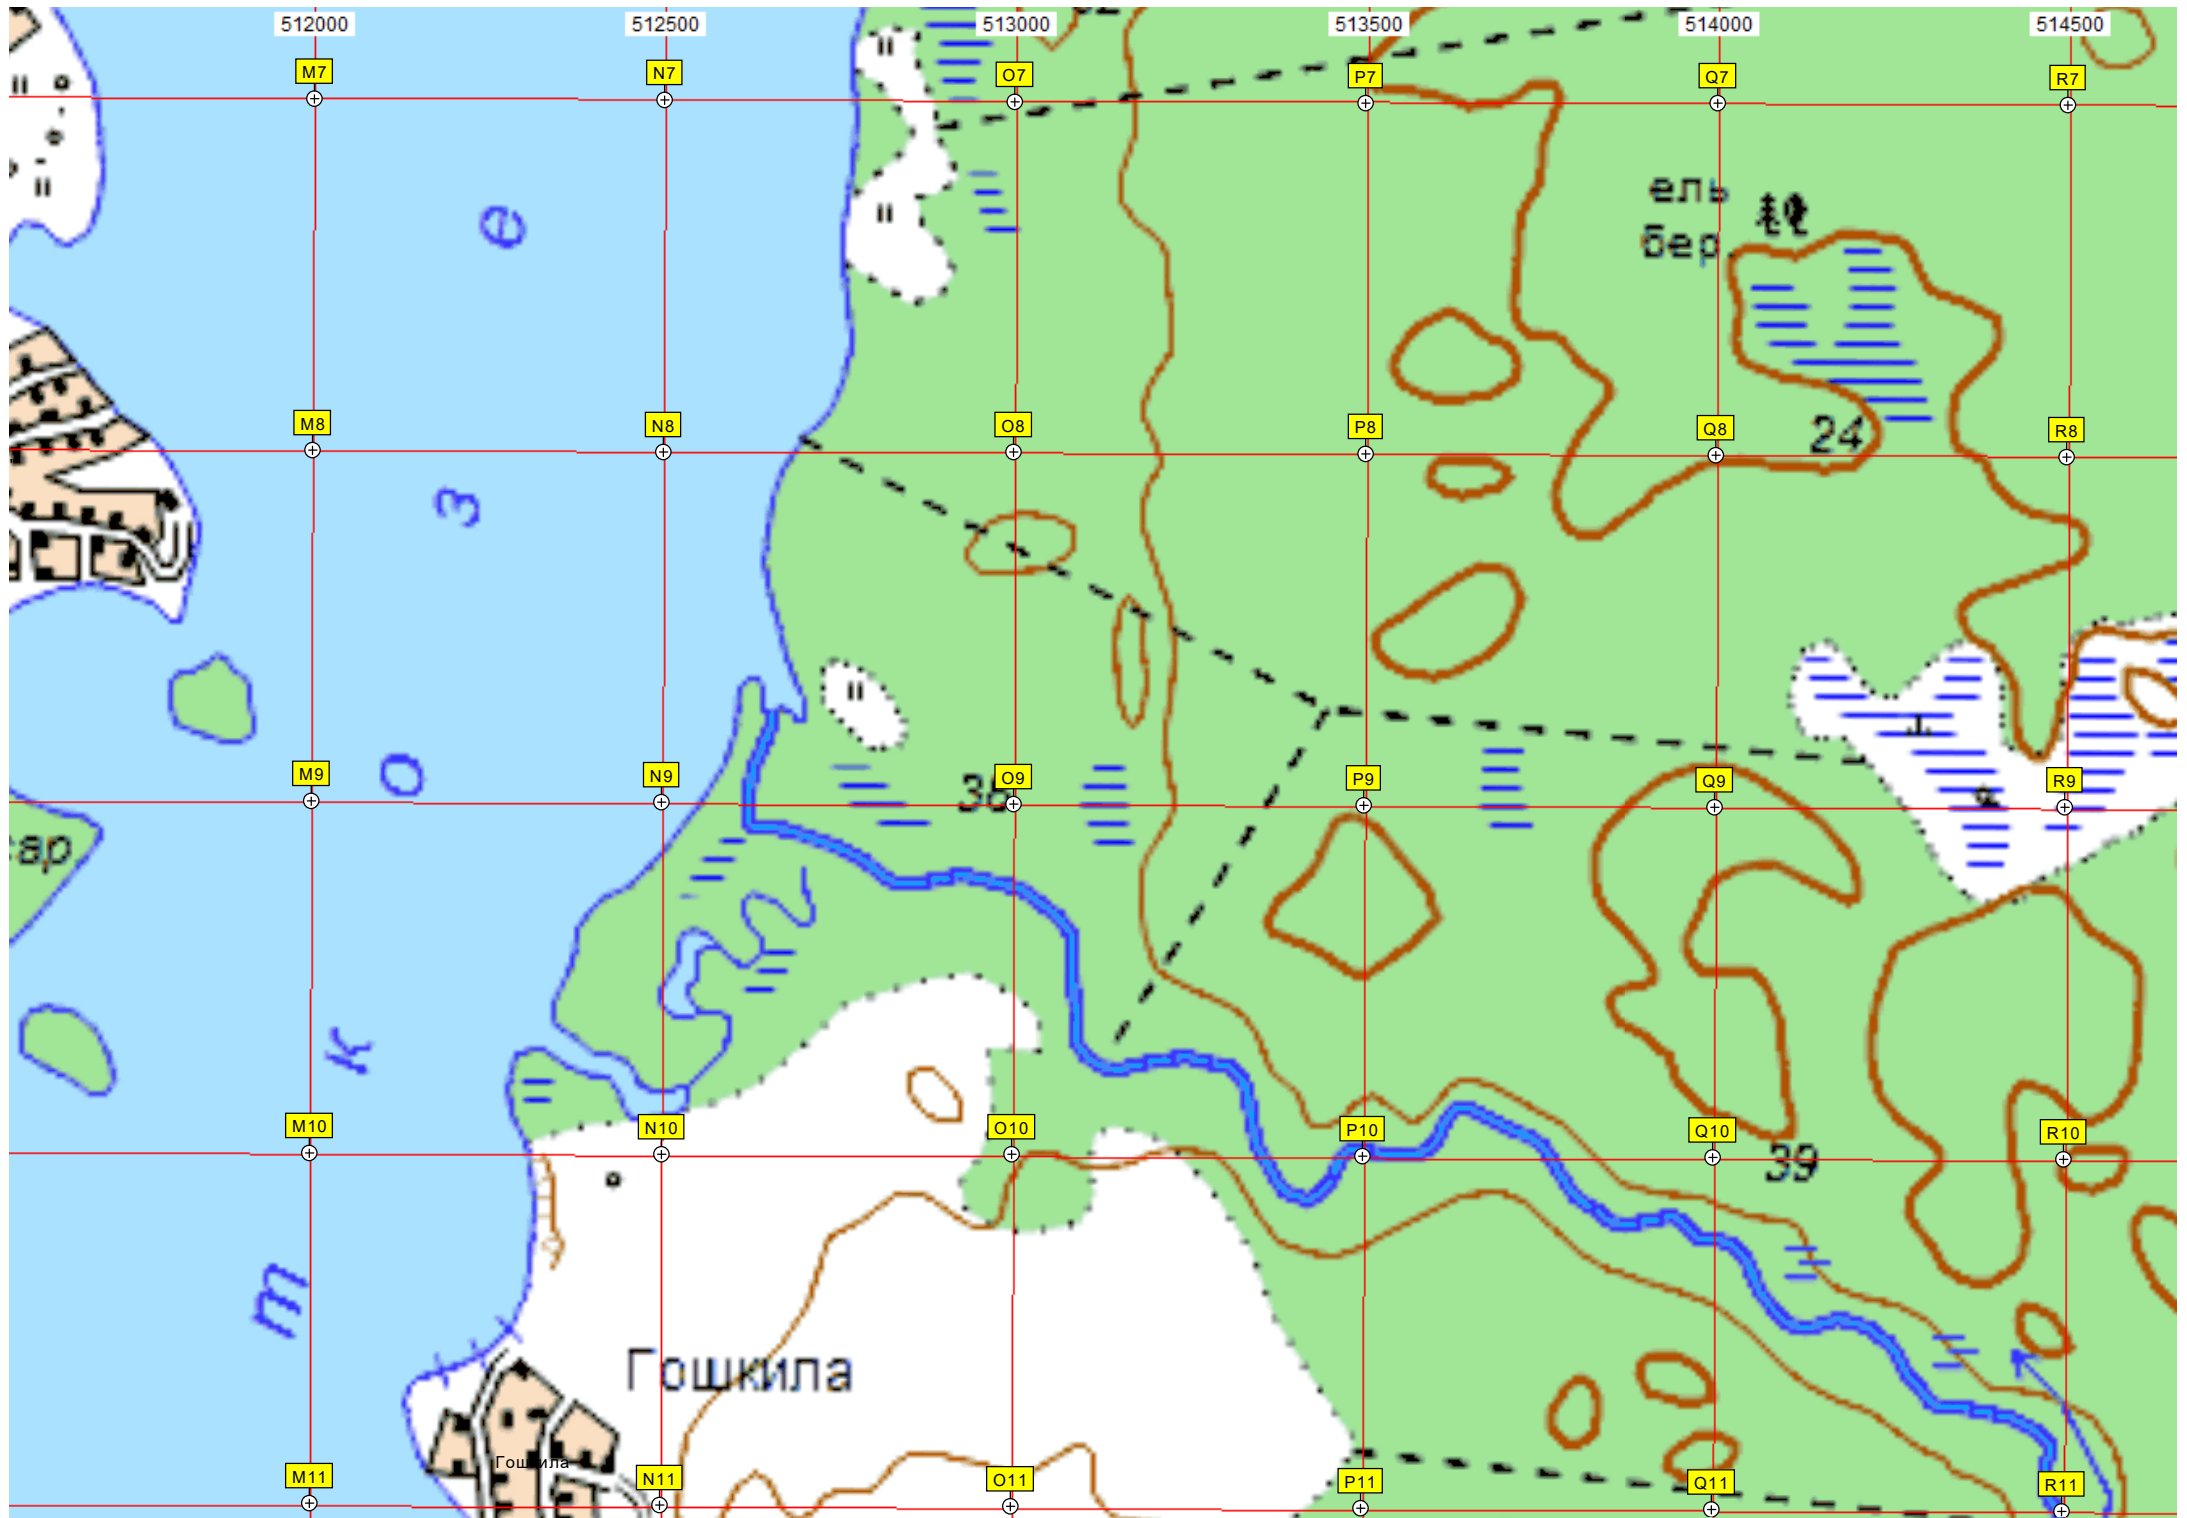 512000 512500 513000 513500 514000 514500
M7 N7 O7 P7 Q7 R7
ель
бер.
е
M8 N8 O8 P8 Q8 R8
24
з
M9 N9 O9 P9 Q9 R9
36
о
ар
к
M10 N10 O10 P10 Q10 R10
39
т
Гошкила
Гошкила
M11 N11 O11 P11 Q11 R11